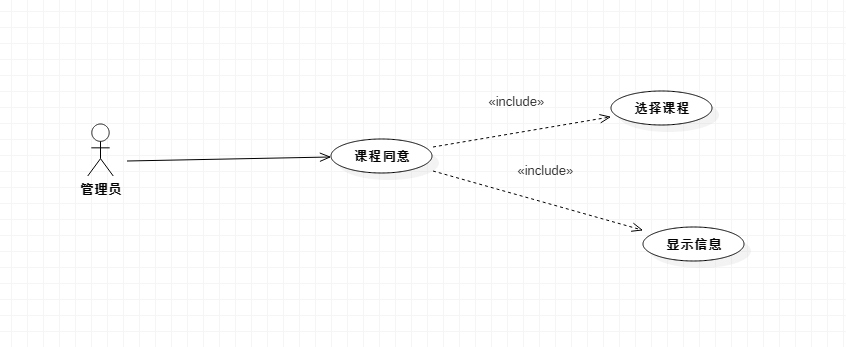 «include»
选择课程
管理员
课程同意
«include»
显示信息